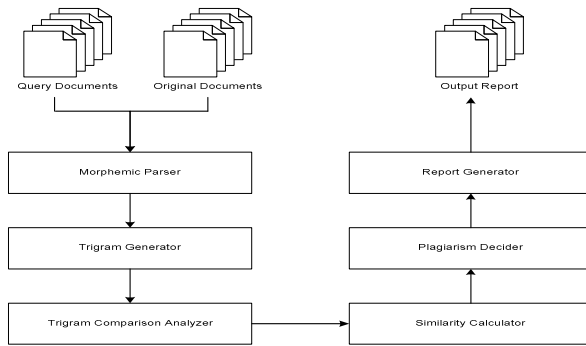 Query Documents
Original Documents
Output Report
Morphemic Parser
Report Generator
Trigram Generator
Plagiarism Decider
Trigram Comparison Analyzer
Similarity Calculator